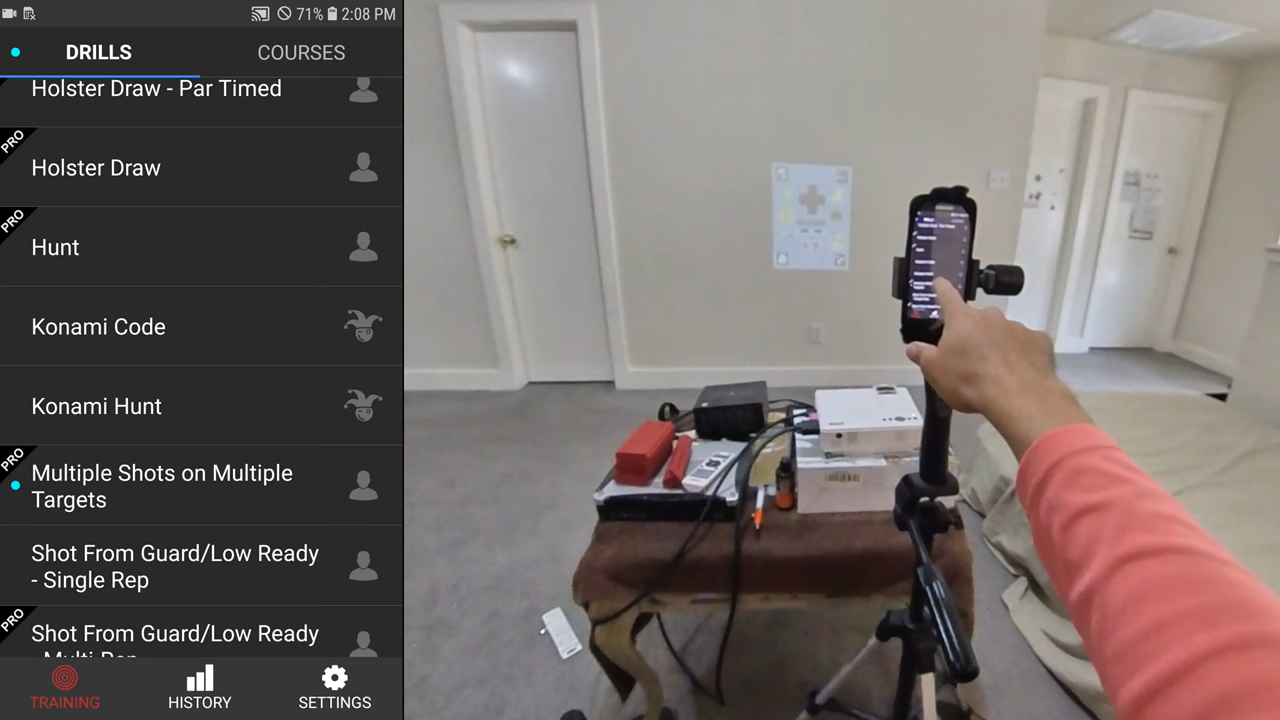 71% 2:08 PM
DRILLS
COURSES
Holster Draw - Par Timed
PRO
Holster Draw
PRO
Hunt
Konami Code
Konami Hunt
PRO
Multiple Shots on Multiple
Targets
Shot From Guard/Low Ready
- Single Rep
PRO
Shot From Guard/Low Ready
- Multi Rep
TRAINING
HISTORY
SETTINGS